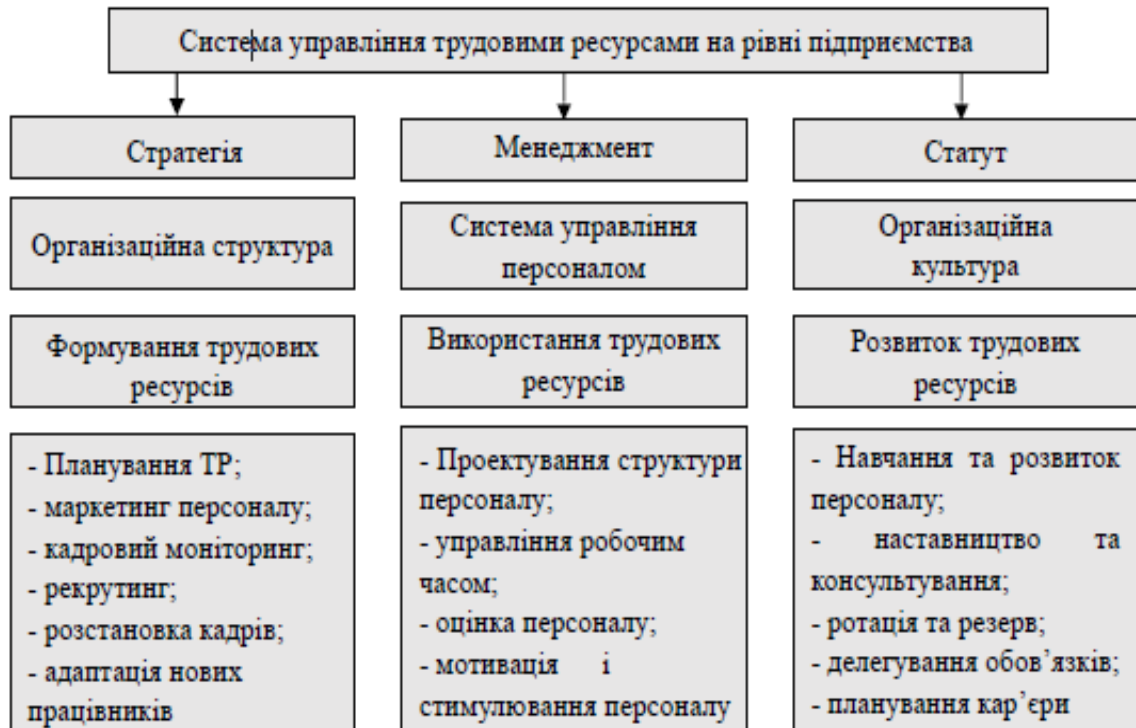 Система управління трудовими ресурсами на рівні підприємства
Стратегія
Менеджмент
Статут
Організаційна структура
Система управління
персоналом
Організаційна
культура
Формування трудових
ресурсів
Використання трудових
ресурсів
Розвиток трудових
ресурсів
- Планування ТР;
- маркетинг персоналу;
- кадровий моніторинг;
- рекрутинг;
- розстановка кадрів;
- адаптація нових
працівників
- Проектування структури
персоналу;
- управління робочим
часом;
- оцінка персоналу;
- мотивація і
стимулювання персоналу
- Навчання та розвиток
персоналу;
- наставництво та
консультування;
- ротація та резерв;
- делегування обов’язків;
- планування кар’єри